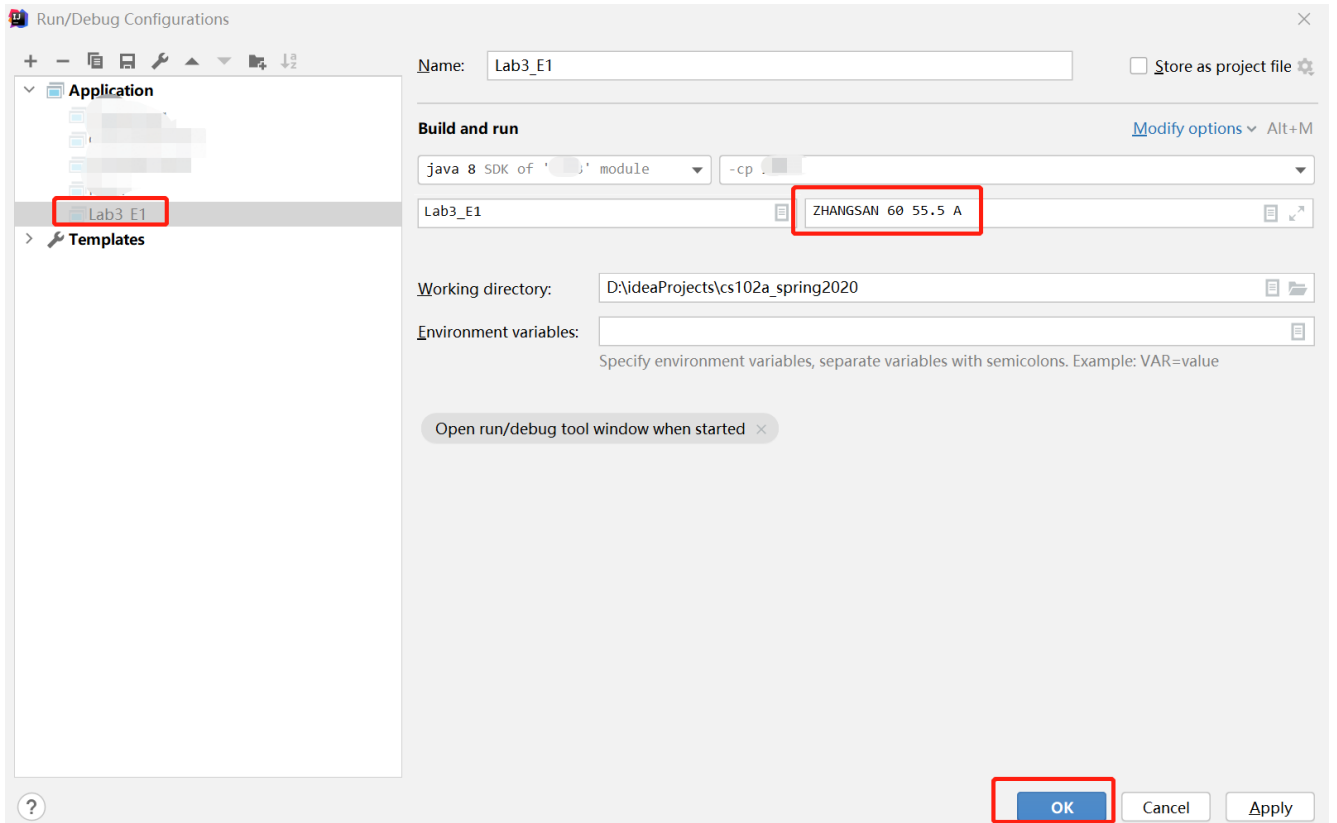 Run/Debug Configurations
Name: Lab3_E1 Store as project file
Application
Build and run Modify options Alt+M
java 8 SDK of ' ' module -cp
Lab3_E1
Lab3_E1 ZHANGSAN 60 55.5 A
Templates
Working directory: D:\ideaProjects\cs102a_spring2020
Environment variables:
Specify environment variables, separate variables with semicolons. Example: VAR=value
Open run/debug tool window when started
? OK Cancel Apply